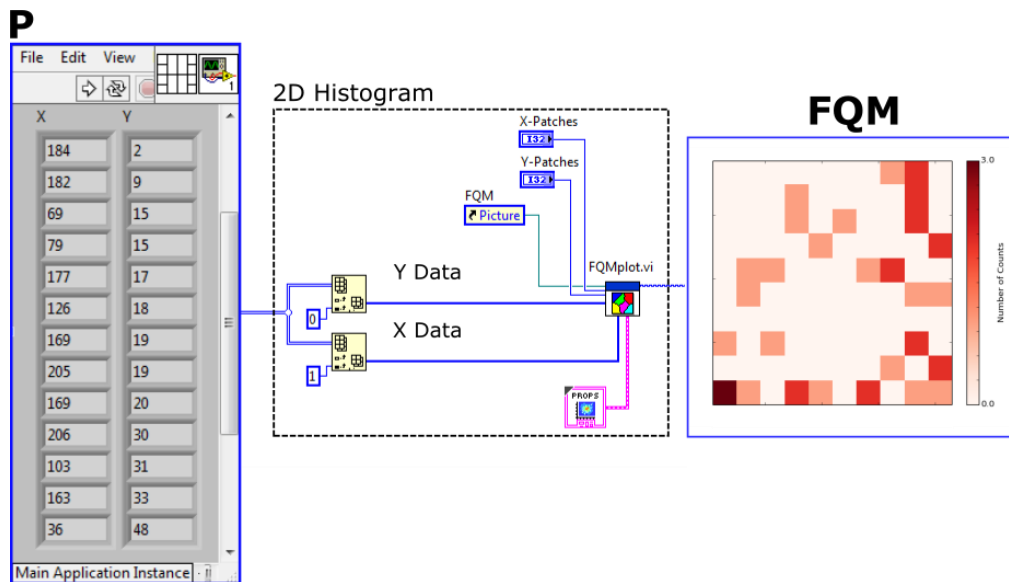 P
File Edit View
1
X Y
184 2
182 9
69 15
79 15
177 17
126 18
169 19
205 19
169 20
206 30
103 31
163 33
36 48
Main Application Instance
2D Histogram
X-Patches
I32
Y-Patches
I32
FQM
Picture
FQMplot.vi
Y Data
0
X Data
1
PROPS
FQM
3.0
Number of Counts
0.0